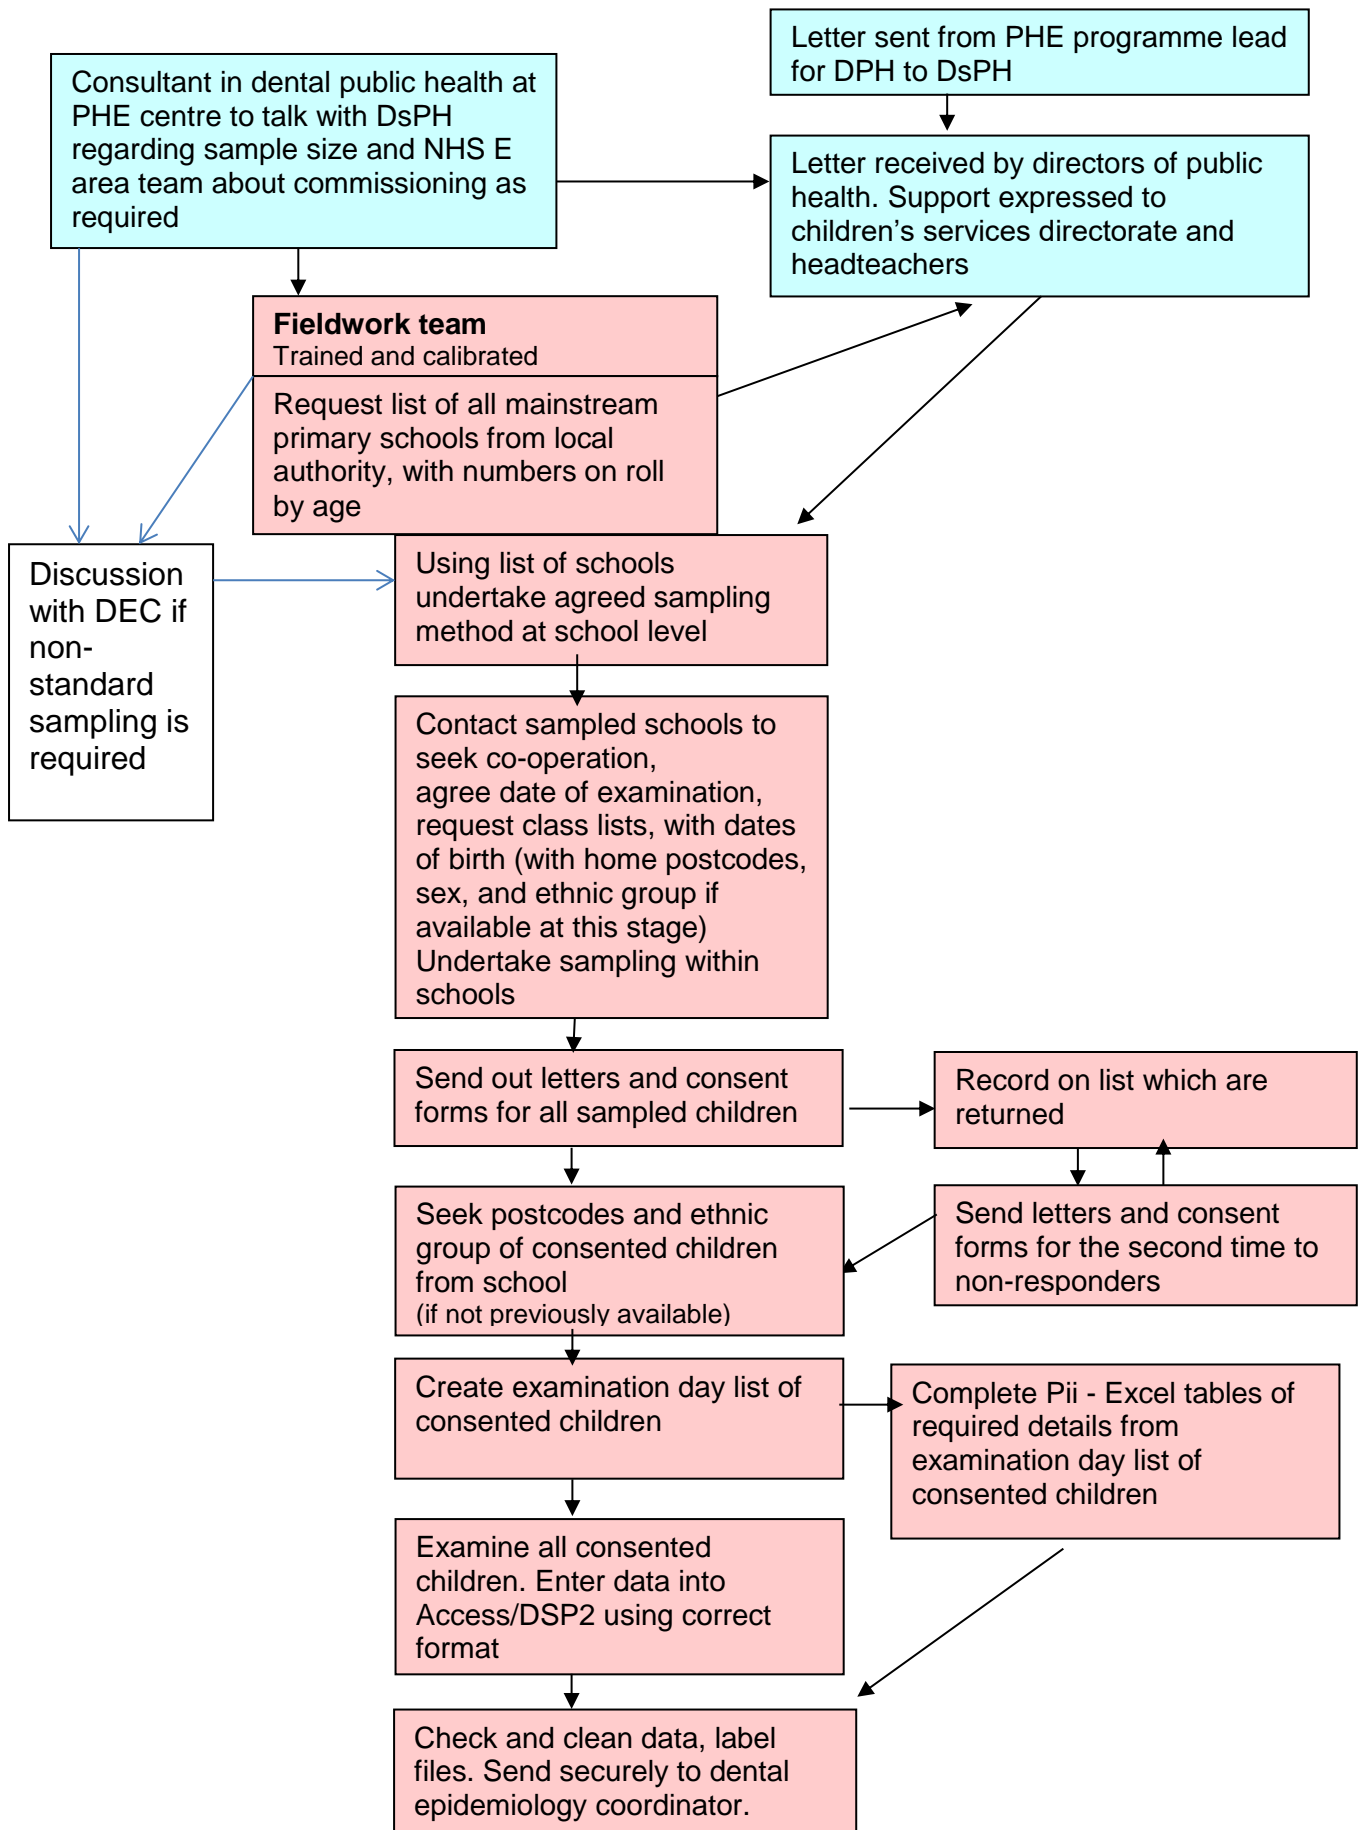 Letter sent from PHE programme lead
for DPH to DsPH
Consultant in dental public health at
PHE centre to talk with DsPH
regarding sample size and NHS E
area team about commissioning as
required
Letter received by directors of public
health. Support expressed to
children’s services directorate and
headteachers
Fieldwork team
Trained and calibrated
Request list of all mainstream
primary schools from local
authority, with numbers on roll
by age
Discussion
with DEC if
non-
standard
sampling is
required
Using list of schools
undertake agreed sampling
method at school level
Contact sampled schools to
seek co-operation,
agree date of examination,
request class lists, with dates
of birth (with home postcodes,
sex, and ethnic group if
available at this stage)
Undertake sampling within
schools
Send out letters and consent
forms for all sampled children
Record on list which are
returned
Seek postcodes and ethnic
group of consented children
from school
(if not previously available)
Send letters and consent
forms for the second time to
non-responders
Create examination day list of
consented children
Complete Pii - Excel tables of
required details from
examination day list of
consented children
Examine all consented
children. Enter data into
Access/DSP2 using correct
format
Check and clean data, label
files. Send securely to dental
epidemiology coordinator.